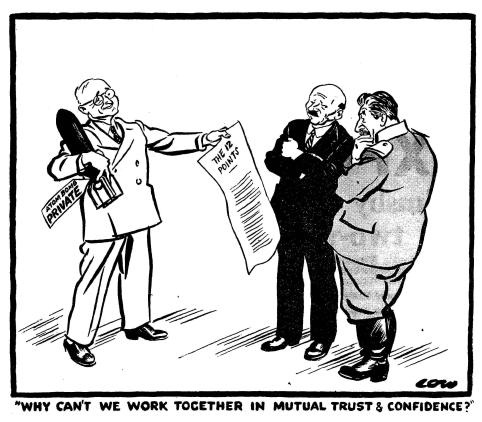 ATOM BOMB
PRIVATE
THE 12
POINTS
LOW
"WHY CAN'T WE WORK TOGETHER IN MUTUAL TRUST & CONFIDENCE?"